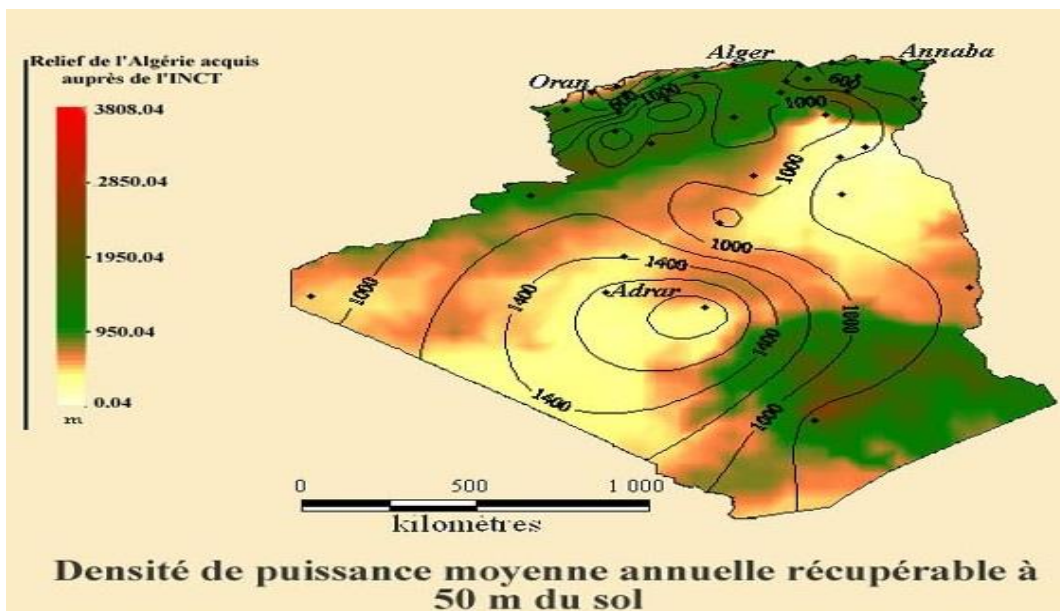 Relief de l'Algérie acquis
auprès de l'INCT
3808.04
2850.04
1950.04
950.04
0.04
m
Oran
Alger
Annaba
600
1000
608
1000
1000
1000
1400
1000
1400
Adrar
1000
1400
1400
1000
0 500 1 000
kilomètres
Densité de puissance moyenne annuelle récupérable à
50 m du sol